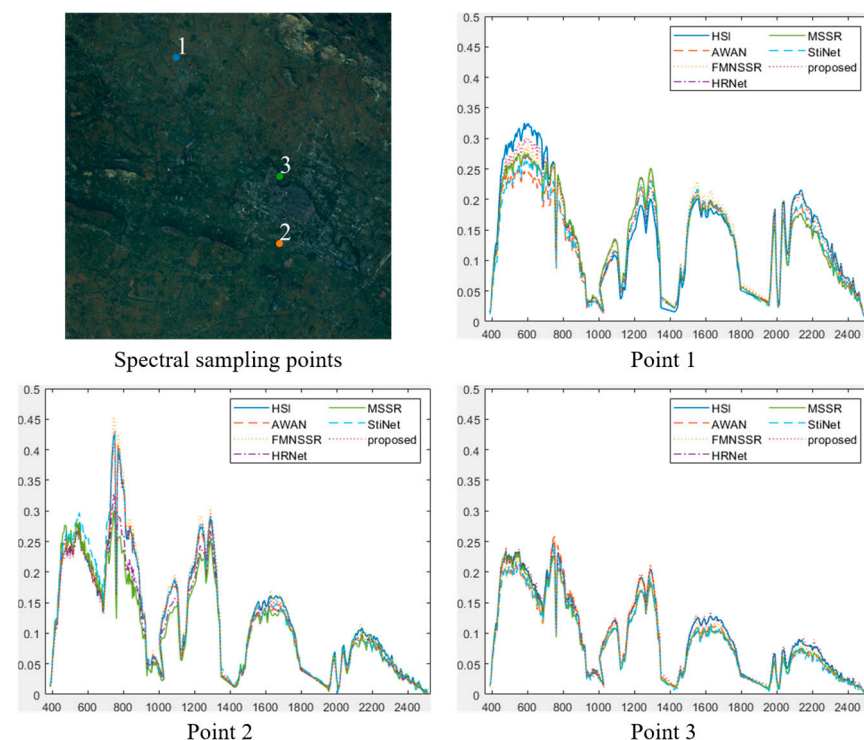 1
3
2
Spectral sampling points
0.5
0.45
0.4
0.35
0.3
0.25
0.2
0.15
0.1
0.05
0
400 600 800 1000 1200 1400 1600 1800 2000 2200 2400
HSI MSSR
AWAN StiNet
FMNSSR proposed
HRNet
Point 1
0.5
0.45
0.4
0.35
0.3
0.25
0.2
0.15
0.1
0.05
0
400 600 800 1000 1200 1400 1600 1800 2000 2200 2400
HSI MSSR
AWAN StiNet
FMNSSR proposed
HRNet
Point 2
0.5
0.45
0.4
0.35
0.3
0.25
0.2
0.15
0.1
0.05
0
400 600 800 1000 1200 1400 1600 1800 2000 2200 2400
HSI MSSR
AWAN StiNet
FMNSSR proposed
HRNet
Point 3